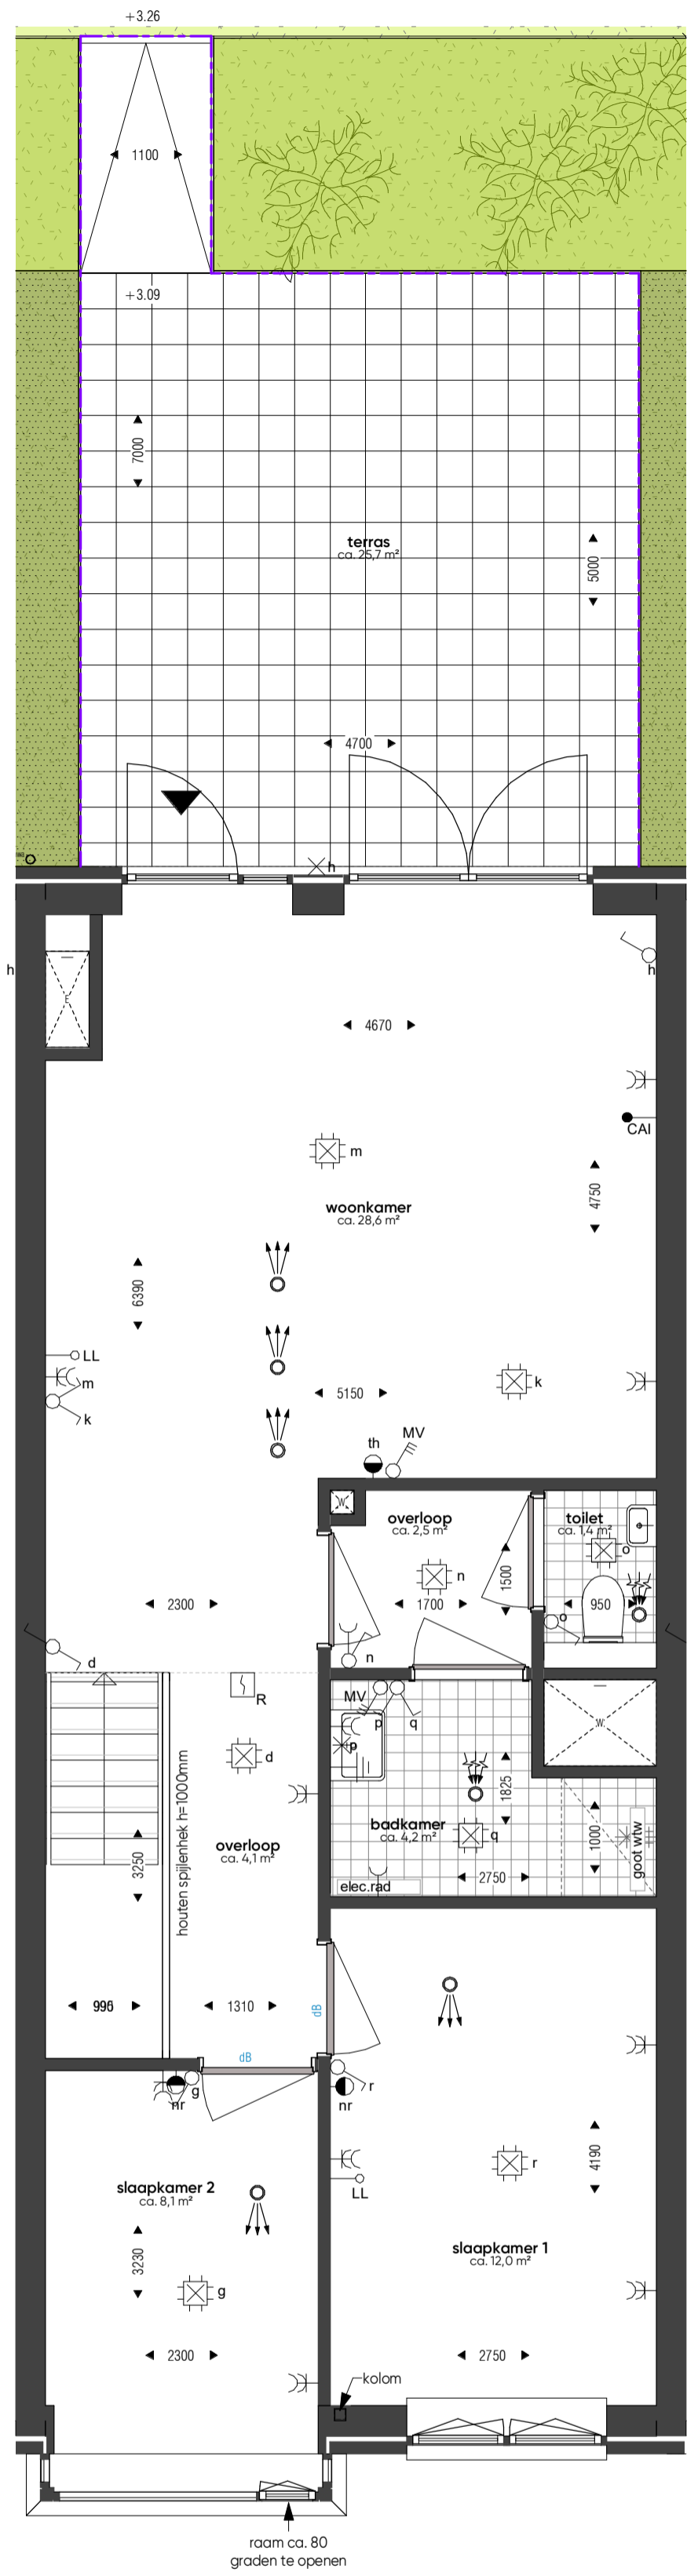 +3.26
1100
+3.09
7000
terras
ca. 25,7 m²
5000
4700
h
h
h
E
4670
CAI
m
4750
woonkamer
ca. 28,6 m²
6390
LL
m
k
k
5150
MV
th
W
overloop
ca. 2,5 m²
toilet
ca. 1,4 m²
o
n
1500
2300
1700
950
o
n
d
R
MV
p
q
p
W
d
houten spijlenhek h=1000mm
1825
badkamer
ca. 4,2 m²
q
1000
goot wtw
overloop
ca. 4,1 m²
3250
2750
elec.rad
1310
dB
dB
g
nr
r
nr
4190
r
slaapkamer 2
ca. 8,1 m²
LL
slaapkamer 1
ca. 12,0 m²
3230
g
2300
2750
kolom
raam ca. 80
graden te openen